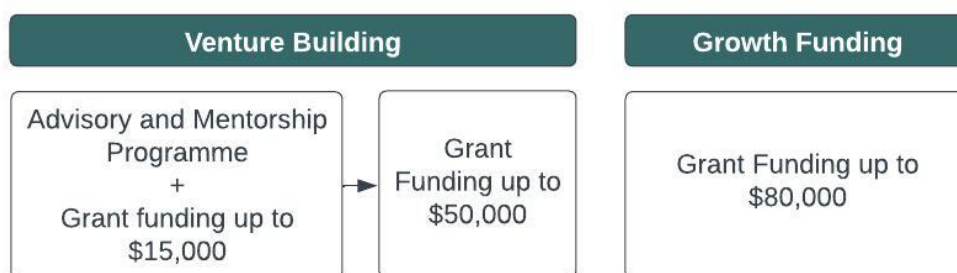 Venture Building
Growth Funding
Advisory and Mentorship
Programme
+
Grant funding up to
$15,000
Grant
Funding up to
$50,000
Grant Funding up to
$80,000